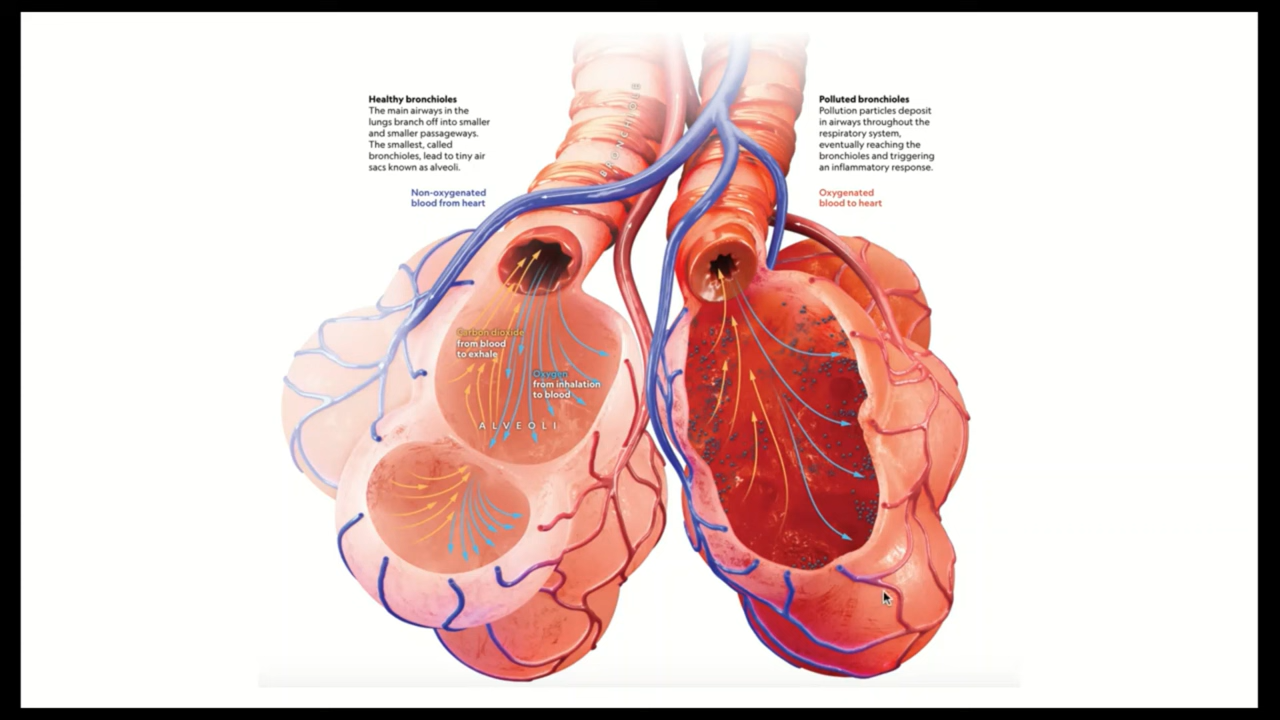 Healthy bronchioles
The main airways in the
lungs branch off into smaller
and smaller passageways.
The smallest, called
bronchioles, lead to tiny air
sacs known as alveoli.
Non-oxygenated
blood from heart
BRONCHIOLE
Polluted bronchioles
Pollution particles deposit
in airways throughout the
respiratory system,
eventually reaching the
bronchioles and triggering
an inflammatory response.
Oxygenated
blood to heart
Carbon dioxide
from blood
to exhale
Oxygen
from inhalation
to blood
ALVEOLI